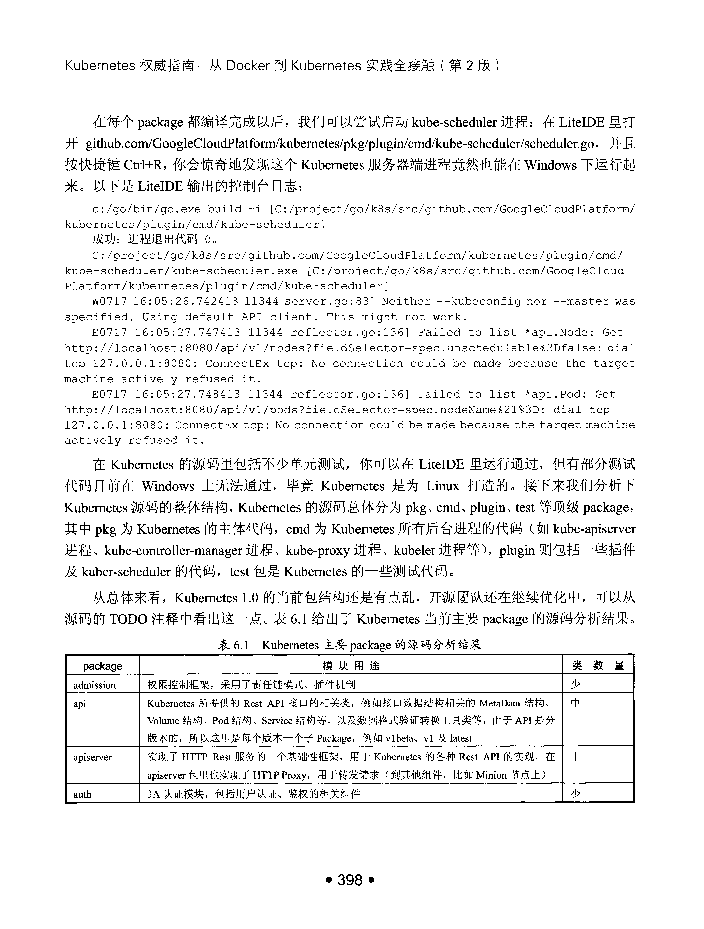 Kubernetes 权威指南：从 Docker 到 Kubernetes 实践全接触（第 2 版）
在每个 package 都编译完成以后，我们可以尝试启动 kube-scheduler 进程：在 LiteIDE 里打
开 github.com/GoogleCloudPlatform/kubernetes/pkg/plugin/cmd/kube-scheduler/scheduler.go，并且
按快捷键 Ctrl+R，你会惊奇地发现这个 Kubernetes 服务器端进程竟然也能在 Windows 下运行起
来。以下是 LiteIDE 输出的控制台日志：
c:/go/bin/go.exe build -i [C:/project/go/k8s/src/github.com/GoogleCloudPlatform/
kubernetes/plugin/cmd/kube-scheduler]
成功：进程退出代码 0。
C:/project/go/k8s/src/github.com/GoogleCloudPlatform/kubernetes/plugin/cmd/
kube-scheduler/kube-scheduler.exe [C:/project/go/k8s/src/github.com/GoogleCloud
Platform/kubernetes/plugin/cmd/kube-scheduler]
W0717 16:05:26.742413 11344 server.go:83] Neither --kubeconfig nor --master was
specified. Using default API client. This might not work.
E0717 16:05:27.747413 11344 reflector.go:136] Failed to list *api.Node: Get
http://localhost:8080/api/v1/nodes?fieldSelector=spec.unschedulable%3Dfalse: dial
tcp 127.0.0.1:8080: ConnectEx tcp: No connection could be made because the target
machine actively refused it.
E0717 16:05:27.748413 11344 reflector.go:136] Failed to list *api.Pod: Get
http://localhost:8080/api/v1/pods?fieldSelector=spec.nodeName%21%3D: dial tcp
127.0.0.1:8080: ConnectEx tcp: No connection could be made because the target machine
actively refused it.
在 Kubernetes 的源码里包括不少单元测试，你可以在 LiteIDE 里运行通过，但有部分测试
代码目前在 Windows 上无法通过，毕竟 Kubernetes 是为 Linux 打造的。接下来我们分析下
Kubernetes 源码的整体结构，Kubernetes 的源码总体分为 pkg、cmd、plugin、test 等顶级 package，
其中 pkg 为 Kubernetes 的主体代码，cmd 为 Kubernetes 所有后台进程的代码（如 kube-apiserver
进程、kube-controller-manager 进程、kube-proxy 进程、kubelet 进程等），plugin 则包括一些插件
及 kuber-scheduler 的代码，test 包是 Kubernetes 的一些测试代码。
从总体来看，Kubernetes 1.0 的当前包结构还是有点乱，开源团队还在继续优化中，可以从
源码的 TODO 注释中看出这一点。表 6.1 给出了 Kubernetes 当前主要 package 的源码分析结果。
表 6.1 Kubernetes 主要 package 的源码分析结果
package 模 块 用 途 类 数 量
admission 权限控制框架，采用了责任链模式、插件机制 少
api Kubernetes 所提供的 Rest API 接口的相关类，例如接口数据结构相关的 MetaData 结构、 中
Volume 结构、Pod 结构、Service 结构等，以及数据格式验证转换工具类等，由于 API 是分
版本的，所以这里是每个版本一个子 Package，例如 v1beta、v1 及 latest
apiserver 实现了 HTTP Rest 服务的一个基础性框架，用于 Kubernetes 的各种 Rest API 的实现，在 中
apiserver 包里也实现了 HTTP Proxy，用于转发请求（到其他组件，比如 Minion 节点上）
auth 3A 认证模块，包括用户认证、鉴权的相关组件 少
• 398 •